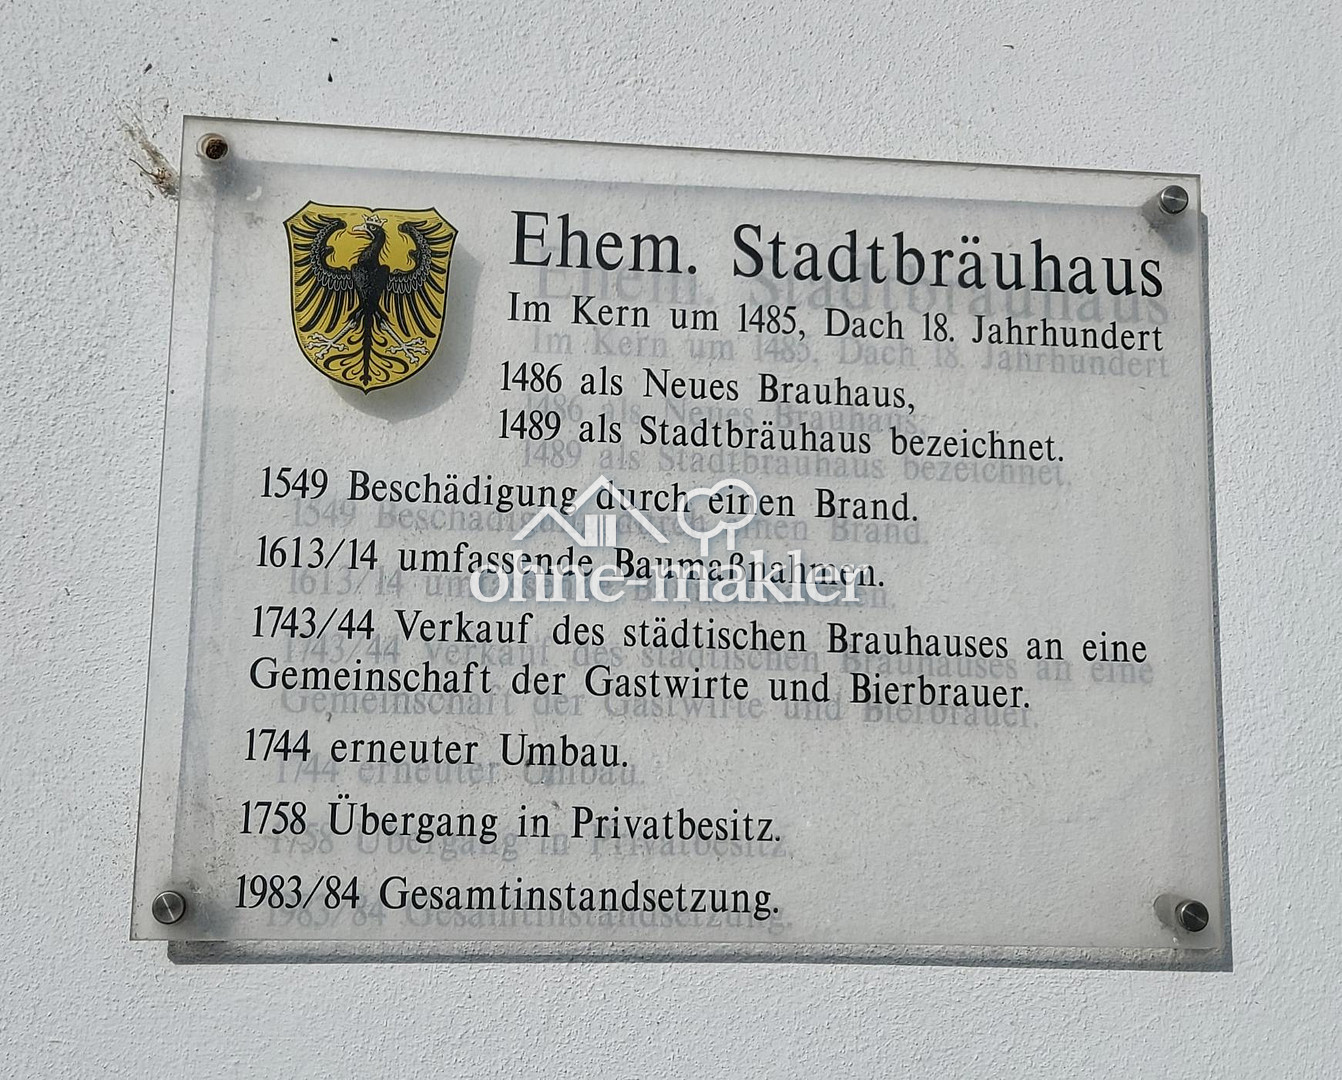 Ehem. Stadtbräuhaus
Im Kern um 1485, Dach 18. Jahrhundert
1486 als Neues Brauhaus,
1489 als Stadtbräuhaus bezeichnet.
1549 Beschädigung durch einen Brand.
1613/14 umfassende Baumaßnahmen.
ohne-makler
1743/44 Verkauf des städtischen Brauhauses an eine
Gemeinschaft der Gastwirte und Bierbrauer.
1744 erneuter Umbau.
1758 Übergang in Privatbesitz.
1983/84 Gesamtinstandsetzung.